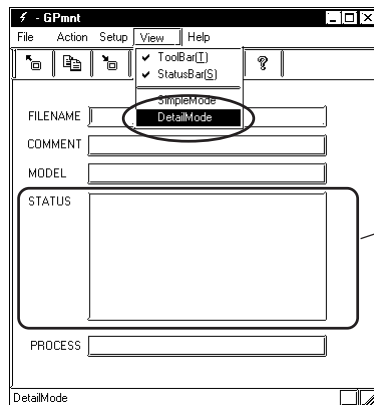 - GPmnt
File Action Setup View Help
✓ ToolBar(T)
✓ StatusBar(S)
SimpleMode
DetailMode
FILENAME
COMMENT
MODEL
STATUS
PROCESS
DetailMode